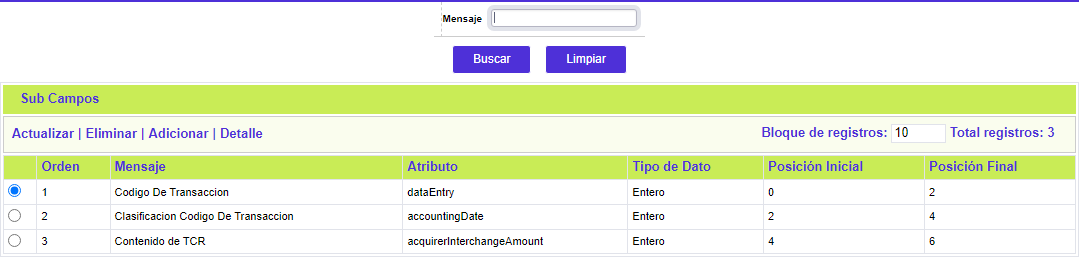 Mensaje
Buscar Limpiar
Sub Campos
Actualizar | Eliminar | Adicionar | Detalle Bloque de registros: 10 Total registros: 3
Orden Mensaje Atributo Tipo de Dato Posición Inicial Posición Final
1 Codigo De Transaccion dataEntry Entero 0 2
2 Clasificacion Codigo De Transaccion accountingDate Entero 2 4
3 Contenido de TCR acquirerInterchangeAmount Entero 4 6